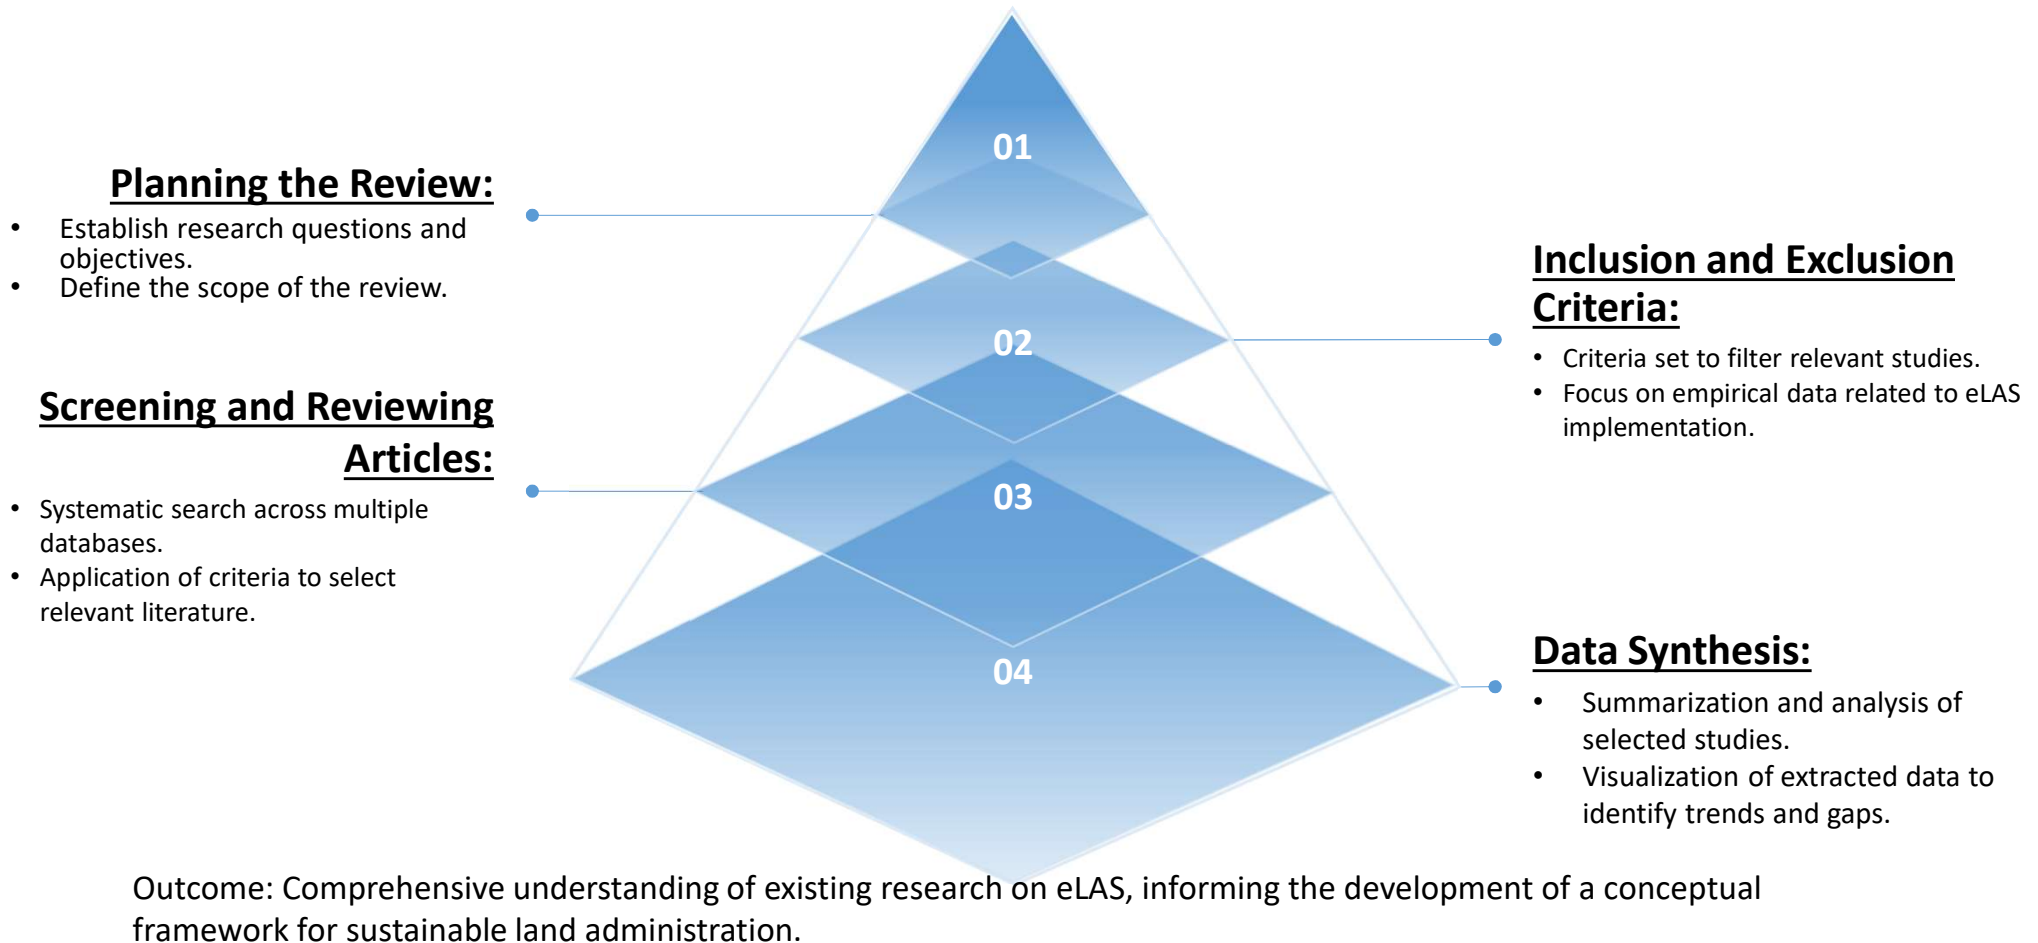 01
Planning the Review:
• Establish research questions and
objectives.
• Define the scope of the review.
02
Inclusion and Exclusion
Criteria:
• Criteria set to filter relevant studies.
• Focus on empirical data related to eLAS
implementation.
03
Screening and Reviewing
Articles:
• Systematic search across multiple
databases.
• Application of criteria to select
relevant literature.
04
Data Synthesis:
• Summarization and analysis of
selected studies.
• Visualization of extracted data to
identify trends and gaps.
Outcome: Comprehensive understanding of existing research on eLAS, informing the development of a conceptual
framework for sustainable land administration.